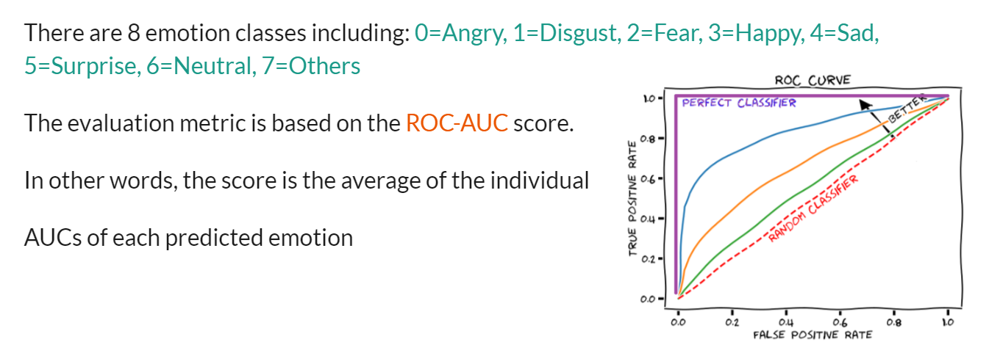 There are 8 emotion classes including: 0=Angry, 1=Disgust, 2=Fear, 3=Happy, 4=Sad,
5=Surprise, 6=Neutral, 7=Others
The evaluation metric is based on the ROC-AUC score.
In other words, the score is the average of the individual
AUCs of each predicted emotion
ROC CURVE
PERFECT CLASSIFIER
BETTER
RANDOM CLASSIFIER
TRUE POSITIVE RATE
1.0
0.8
0.6
0.4
0.2
0.0
0.0 0.2 0.4 0.6 0.8 1.0
FALSE POSITIVE RATE